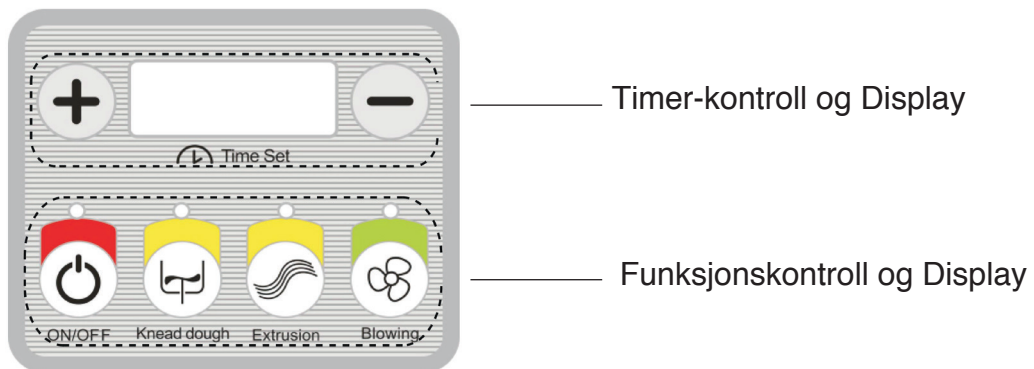 Timer-kontroll og Display
Time Set
Funksjonskontroll og Display
ON/OFF
Knead dough
Extrusion
Blowing